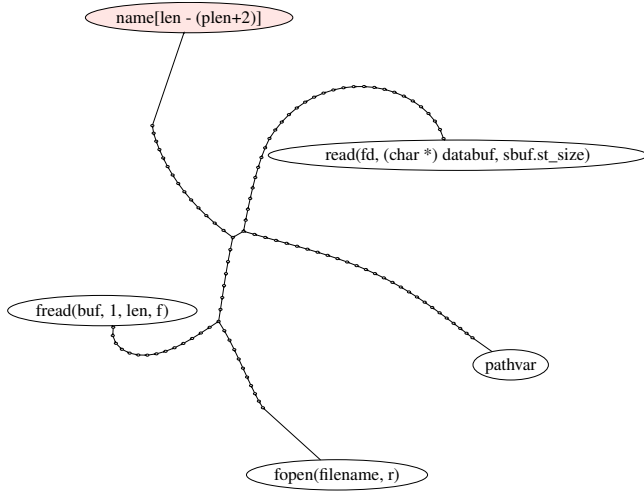 name[len - (plen+2)]
read(fd, (char *) databuf, sbuf.st_size)
fread(buf, 1, len, f)
pathvar
fopen(filename, r)